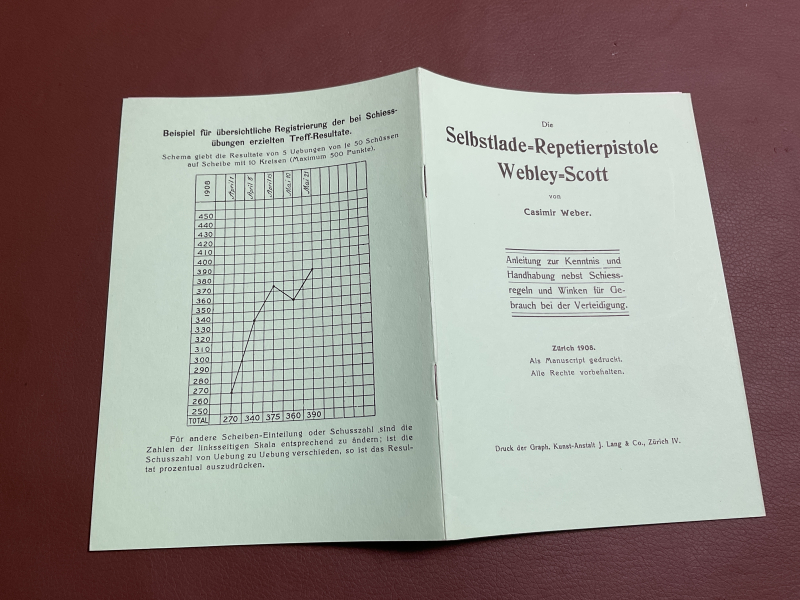 Beispiel für übersichtliche Registrierung der bei Schiess-
übungen erzielten Treff-Resultate.
Schema giebt die Resultate von 5 Uebungen von je 50 Schüssen
auf Scheibe mit 10 Kreisen (Maximum 500 Punkte).
1908 April 1 April 8 April 15 Mai 10 Mai 21
450
440
430
420
410
400
390
380
370
360
350
340
330
320
310
300
290
280
270
260
250
TOTAL 270 340 375 360 390
Für andere Scheiben-Einteilung oder Schusszahl sind die
Zahlen der linksseitigen Skala entsprechend zu ändern; ist die
Schusszahl von Uebung zu Uebung verschieden, so ist das Resul-
tat prozentual auszudrücken.
Die
Selbstlade=Repetierpistole
Webley=Scott
von
Casimir Weber.
Anleitung zur Kenntnis und
Handhabung nebst Schiess-
regeln und Winken für Ge-
brauch bei der Verteidigung.
Zürich 1908.
Als Manuscript gedruckt.
Alle Rechte vorbehalten.
Druck der Graph. Kunst-Anstalt J. Lang & Co., Zürich IV.